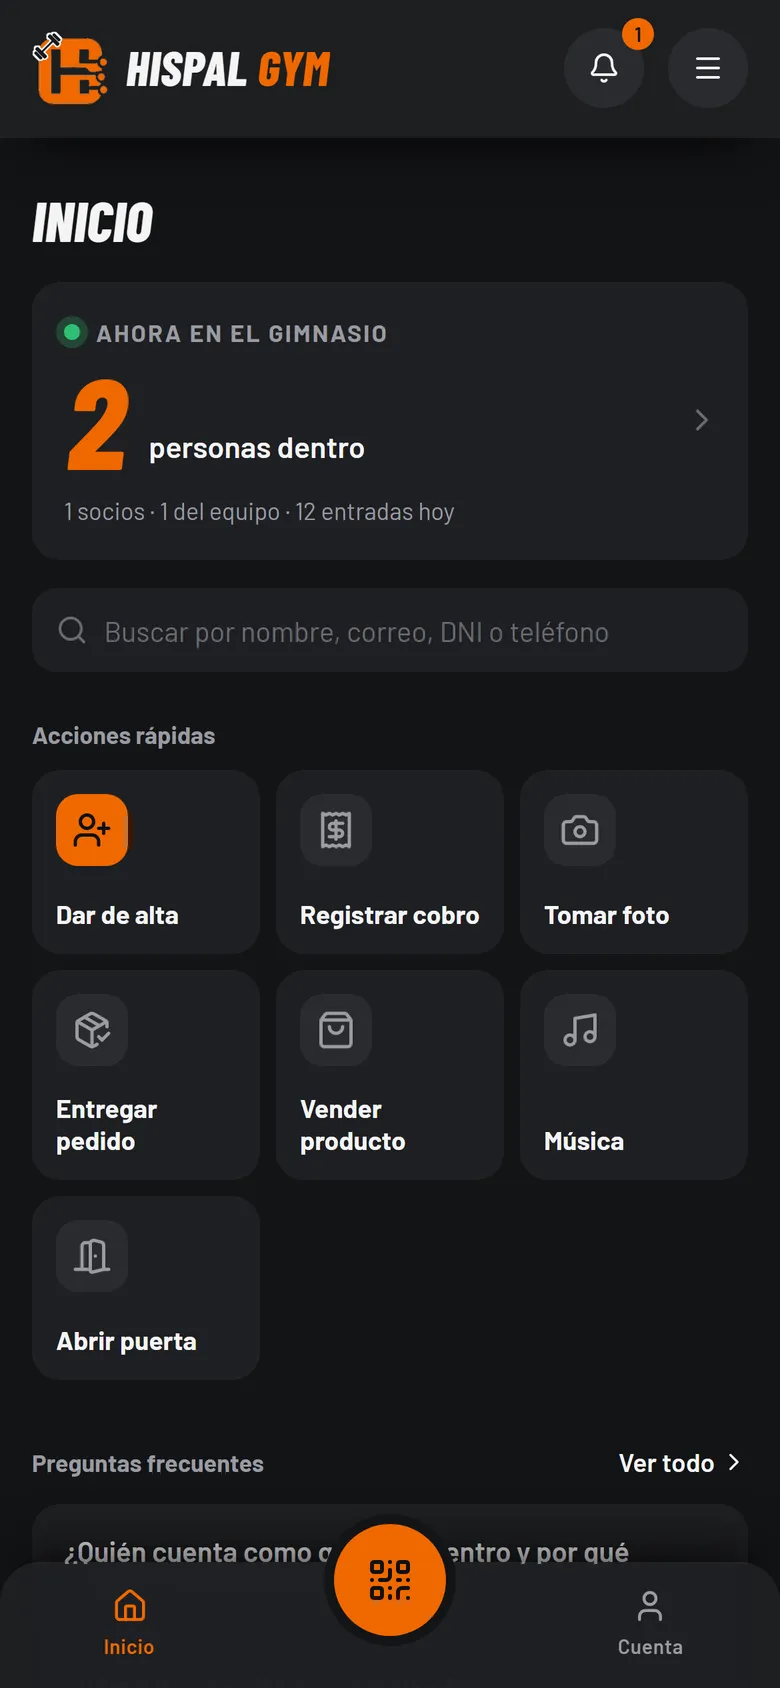 HISPAL GYM
1
INICIO
AHORA EN EL GIMNASIO
2 personas dentro
1 socios · 1 del equipo · 12 entradas hoy
Buscar por nombre, correo, DNI o teléfono
Acciones rápidas
Dar de alta
Registrar cobro
Tomar foto
Entregar
pedido
Vender
producto
Música
Abrir puerta
Preguntas frecuentes
Ver todo
¿Quién cuenta como entro y por qué
Inicio
Cuenta